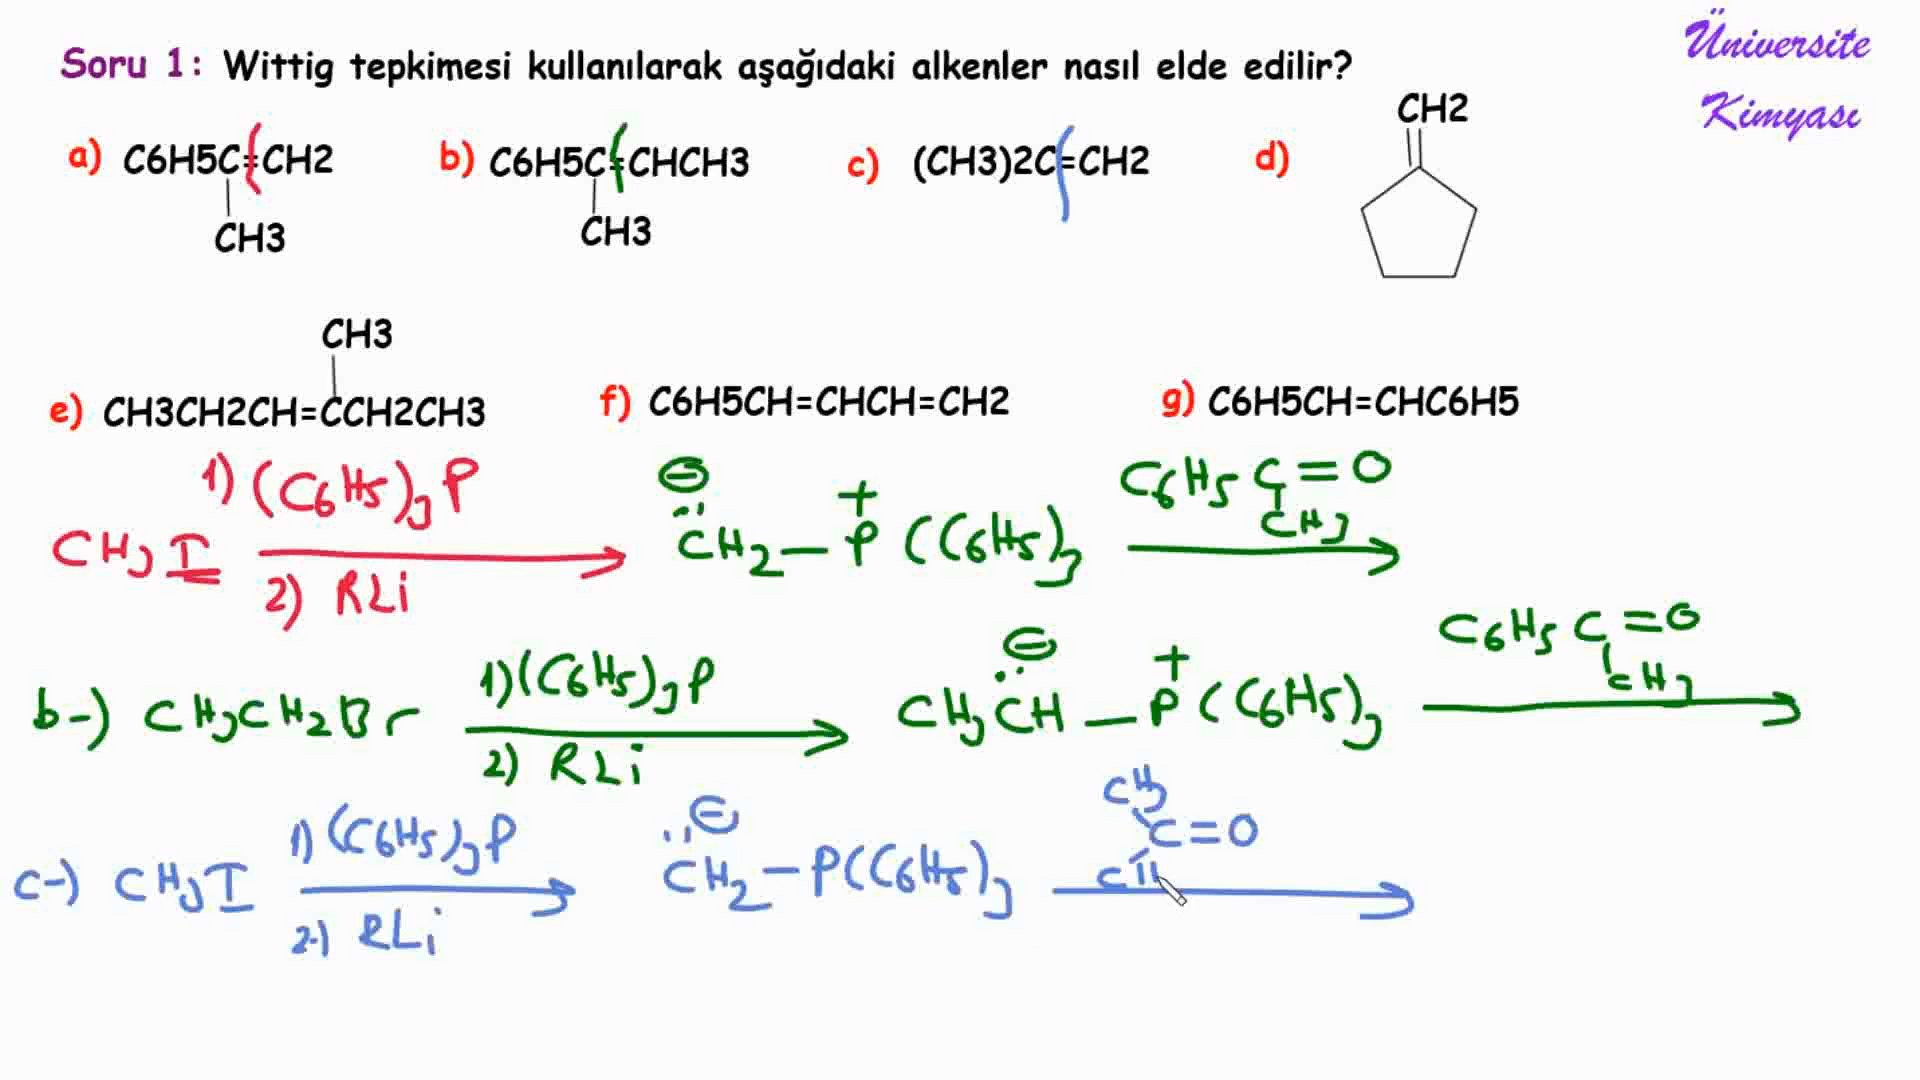 Soru 1: Wittig tepkimesi kullanılarak aşağıdaki alkenler nasıl elde edilir?
Üniversite
Kimyası
a) C6H5C=CH2
CH3
b) C6H5C=CHCH3
CH3
c) (CH3)2C=CH2
d)
CH2
CH3
e) CH3CH2CH=CCH2CH3
f) C6H5CH=CHCH=CH2
g) C6H5CH=CHC6H5
1) (C6H5)3P
CH3I
2) RLi
⊖
..
CH2-P(C6H5)3
+
C6H5C=O
CH3
b-) CH3CH2Br
1) (C6H5)3P
2) RLi
⊖
..
CH3CH-P(C6H5)3
+
C6H5C=O
CH3
c-) CH3I
1) (C6H5)3P
2-) RLi
⊖
..
CH2-P(C6H5)3
CH3
C=O
CH